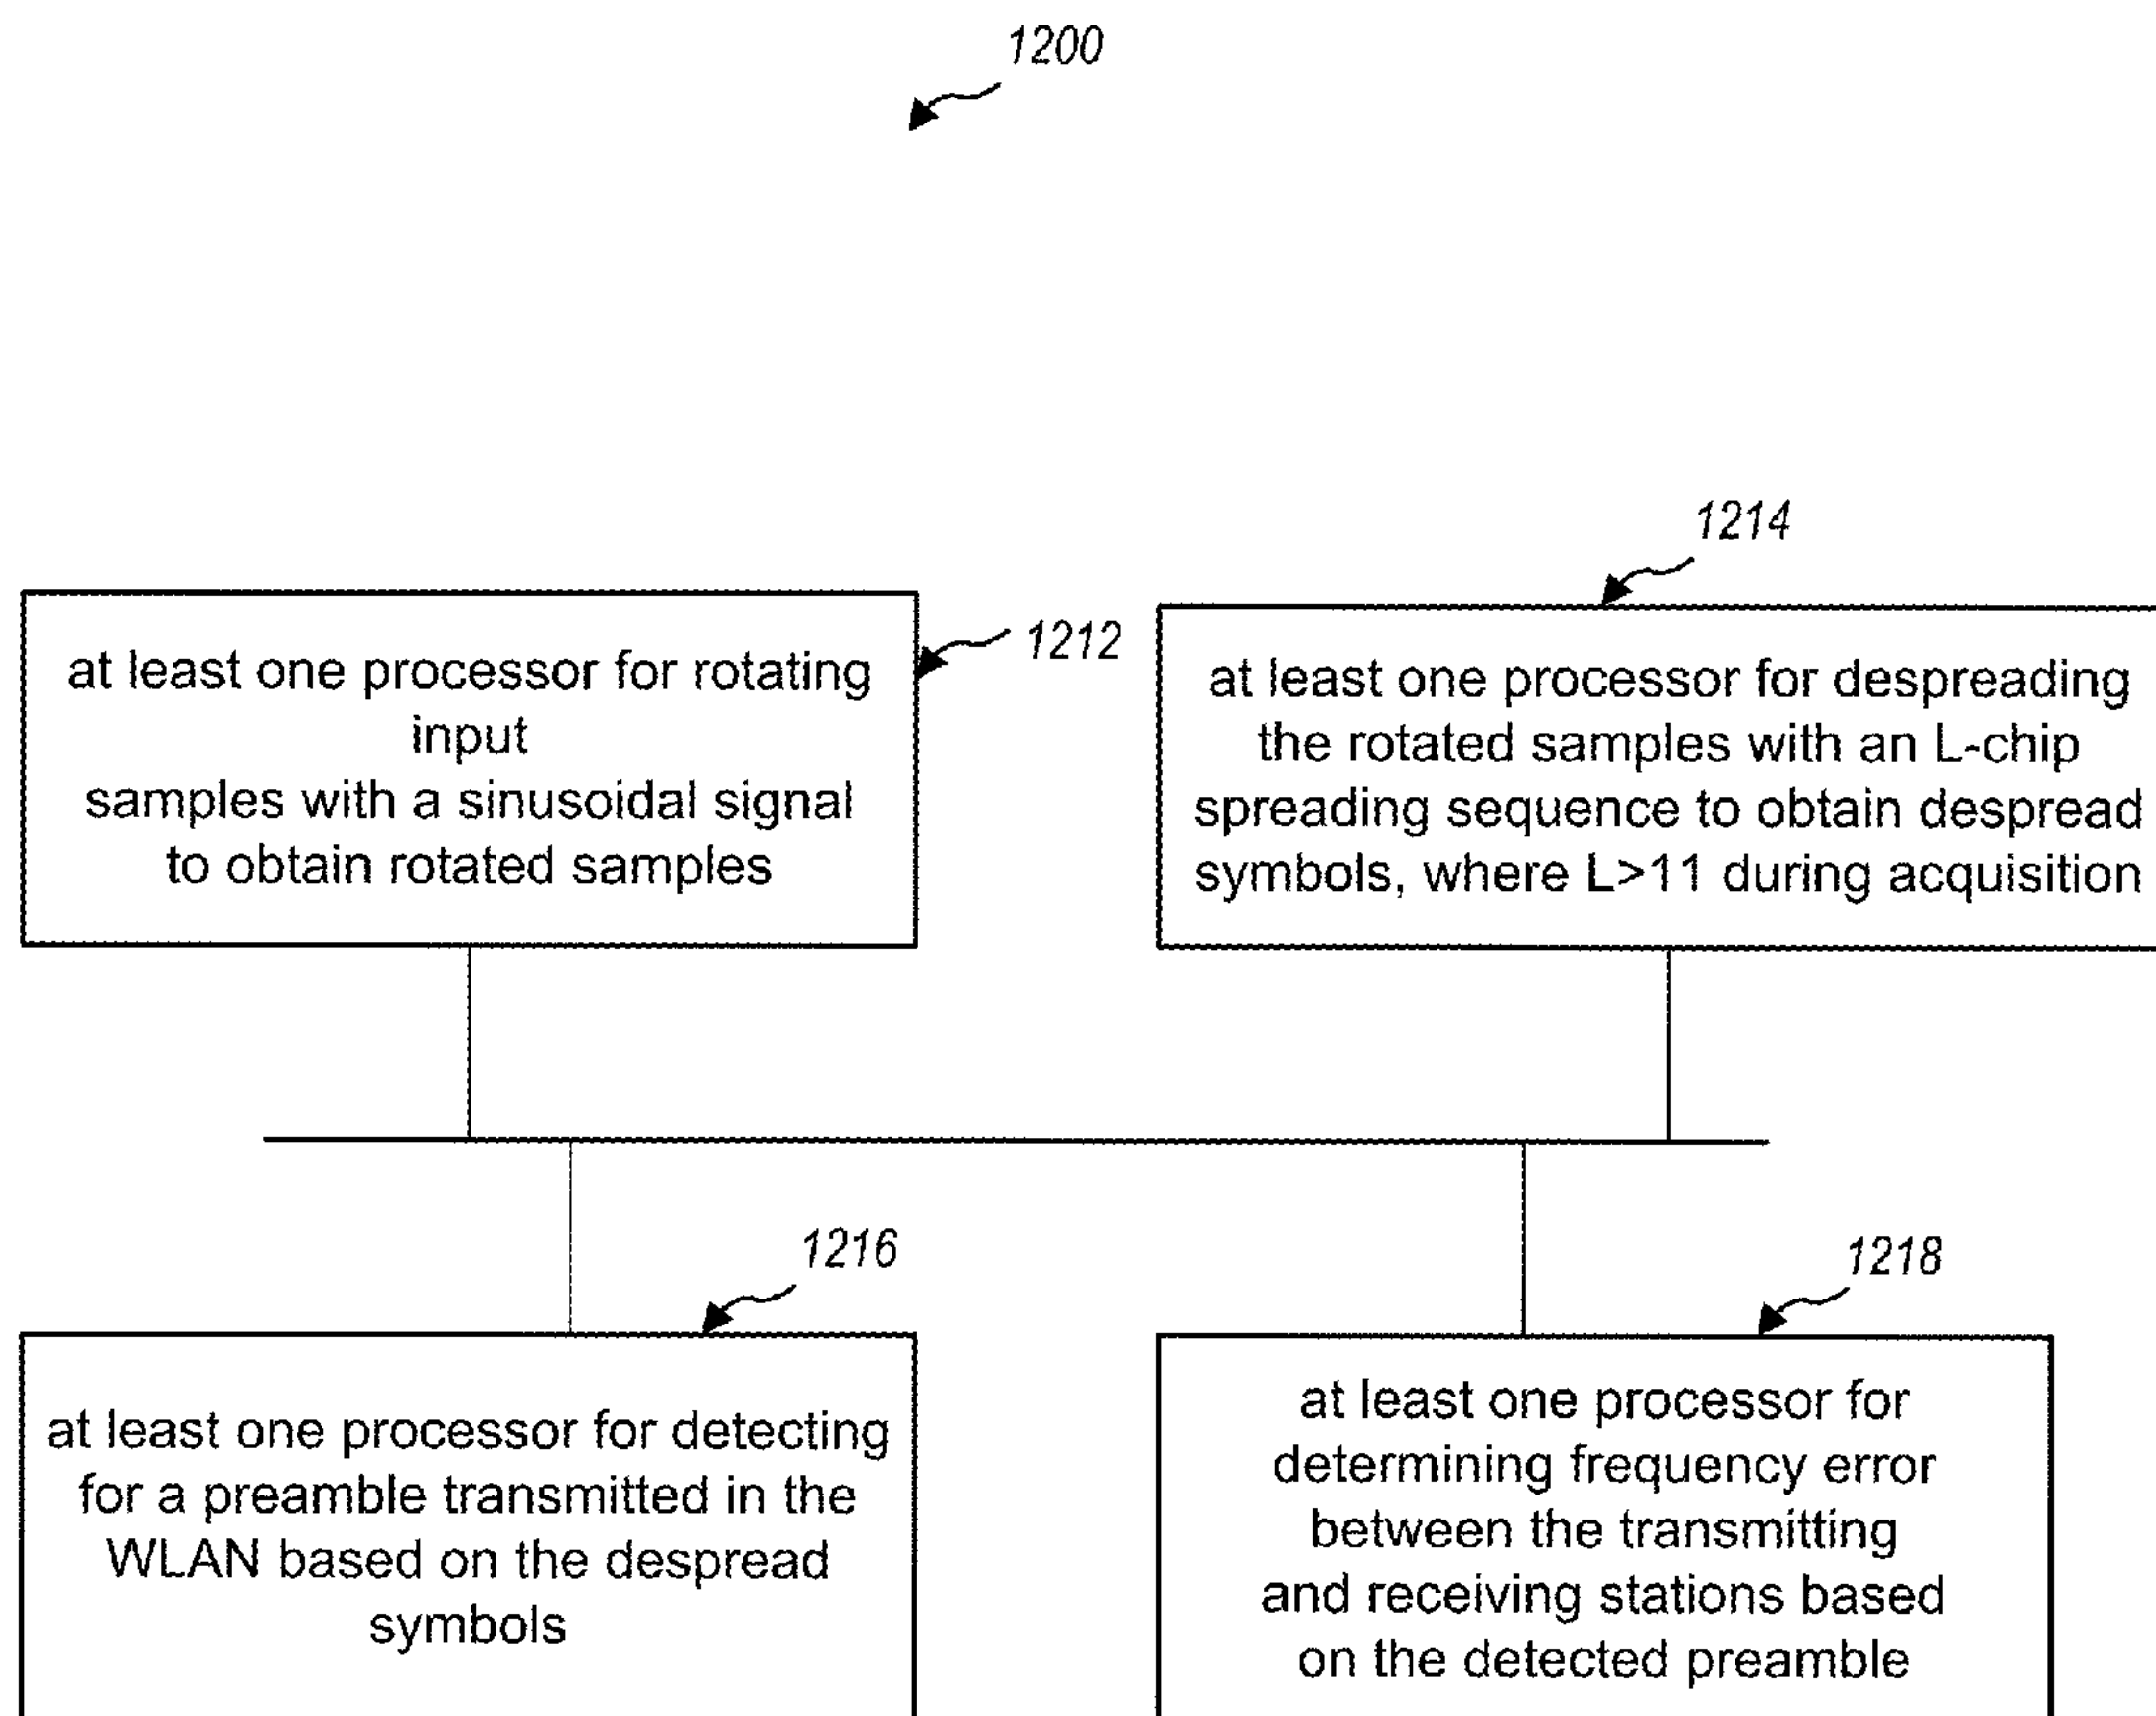 1200
1214
1212
at least one processor for rotating
input
samples with a sinusoidal signal
to obtain rotated samples
at least one processor for despreading
the rotated samples with an L-chip
spreading sequence to obtain despread
symbols, where L>11 during acquisition
1216
1218
at least one processor for detecting
for a preamble transmitted in the
WLAN based on the despread
symbols
at least one processor for
determining frequency error
between the transmitting
and receiving stations based
on the detected preamble